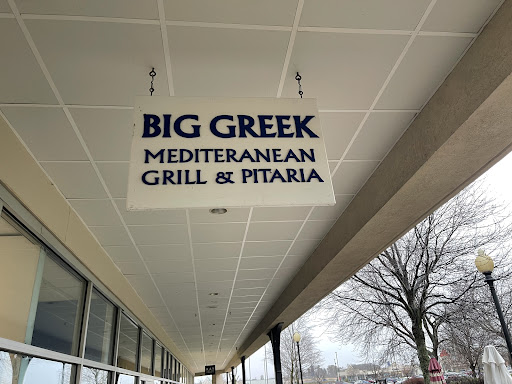 BIG GREEK
MEDITERANEAN
GRILL & PITARIA